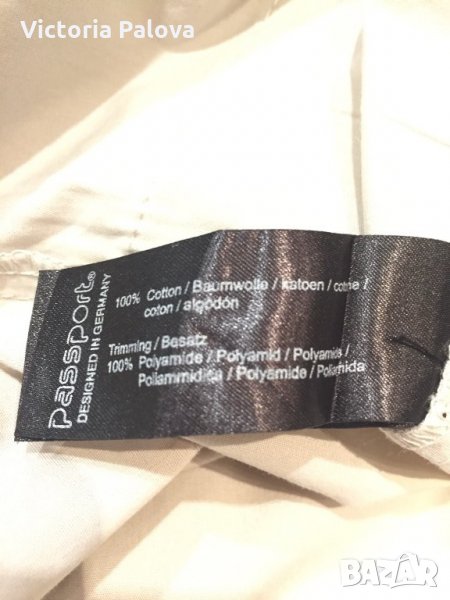 Victoria Palova
passport®
DESIGNED IN GERMANY
100% Cotton / Baumwolle / katoen / cotone /
coton / algodón
Trimming / Besatz
100% Polyamide / Polyamid / Polyamide /
Poliammidica / Polyamide /
BAZAR